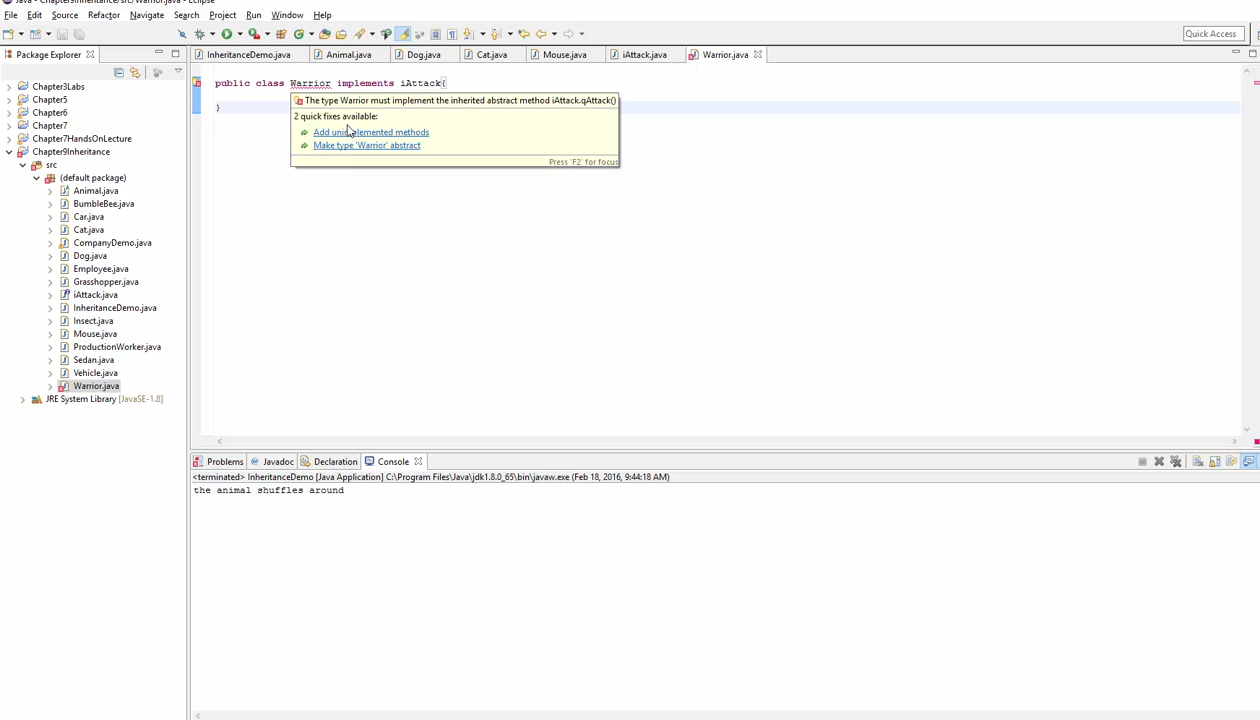 Java - Chapter9Inheritance/src/Warrior.java - Eclipse
File Edit Source Refactor Navigate Search Project Run Window Help
Quick Access
Package Explorer
InheritanceDemo.java Animal.java Dog.java Cat.java Mouse.java iAttack.java Warrior.java
Chapter3Labs
Chapter5
Chapter6
Chapter7
Chapter7HandsOnLecture
Chapter9Inheritance
src
(default package)
Animal.java
BumbleBee.java
Car.java
Cat.java
CompanyDemo.java
Dog.java
Employee.java
Grasshopper.java
iAttack.java
InheritanceDemo.java
Insect.java
Mouse.java
ProductionWorker.java
Sedan.java
Vehicle.java
Warrior.java
JRE System Library [JavaSE-1.8]
public class Warrior implements iAttack{
}
The type Warrior must implement the inherited abstract method iAttack.qAttack()
2 quick fixes available:
Add unimplemented methods
Make type 'Warrior' abstract
Press 'F2' for focus
Problems @ Javadoc Declaration Console
<terminated> InheritanceDemo [Java Application] C:\Program Files\Java\jdk1.8.0_65\bin\javaw.exe (Feb 18, 2016, 9:44:18 AM)
the animal shuffles around